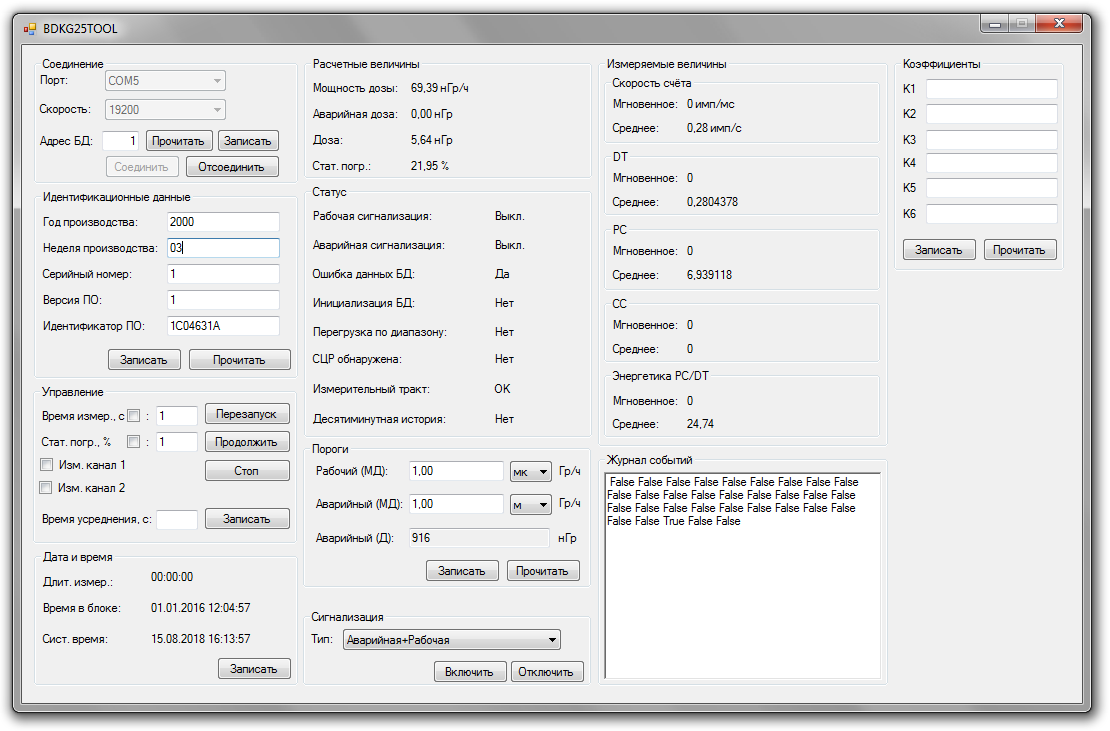 BDKG25TOOL
Соединение
Порт: COM5
Скорость: 19200
Адрес БД: 1 Прочитать Записать
Соединить Отсоединить
Идентификационные данные
Год производства: 2000
Неделя производства: 03
Серийный номер: 1
Версия ПО: 1
Идентификатор ПО: 1C04631A
Записать Прочитать
Управление
Время измер., с : 1 Перезапуск
Стат. погр., % : 1 Продолжить
Изм. канал 1 Стоп
Изм. канал 2
Время усреднения, с: Записать
Дата и время
Длит. измер.: 00:00:00
Время в блоке: 01.01.2016 12:04:57
Сист. время: 15.08.2018 16:13:57
Записать
Расчетные величины
Мощность дозы: 69,39 нГр/ч
Аварийная доза: 0,00 нГр
Доза: 5,64 нГр
Стат. погр.: 21,95 %
Статус
Рабочая сигнализация: Выкл.
Аварийная сигнализация: Выкл.
Ошибка данных БД: Да
Инициализация БД: Нет
Перегрузка по диапазону: Нет
СЦР обнаружена: Нет
Измерительный тракт: OK
Десятиминутная история: Нет
Пороги
Рабочий (МД): 1,00 мк Гр/ч
Аварийный (МД): 1,00 м Гр/ч
Аварийный (Д): 916 нГр
Записать Прочитать
Сигнализация
Тип: Аварийная+Рабочая
Включить Отключить
Измеряемые величины
Скорость счёта
Мгновенное: 0 имп/мс
Среднее: 0,28 имп/с
DT
Мгновенное: 0
Среднее: 0,2804378
PC
Мгновенное: 0
Среднее: 6,939118
CC
Мгновенное: 0
Среднее: 0
Энергетика PC/DT
Мгновенное: 0
Среднее: 24,74
Журнал событий
False False False False False False False False False
False False False False False False False False False
False False False False False False False False False
False False True False False
Коэффициенты
K1
K2
K3
K4
K5
K6
Записать Прочитать